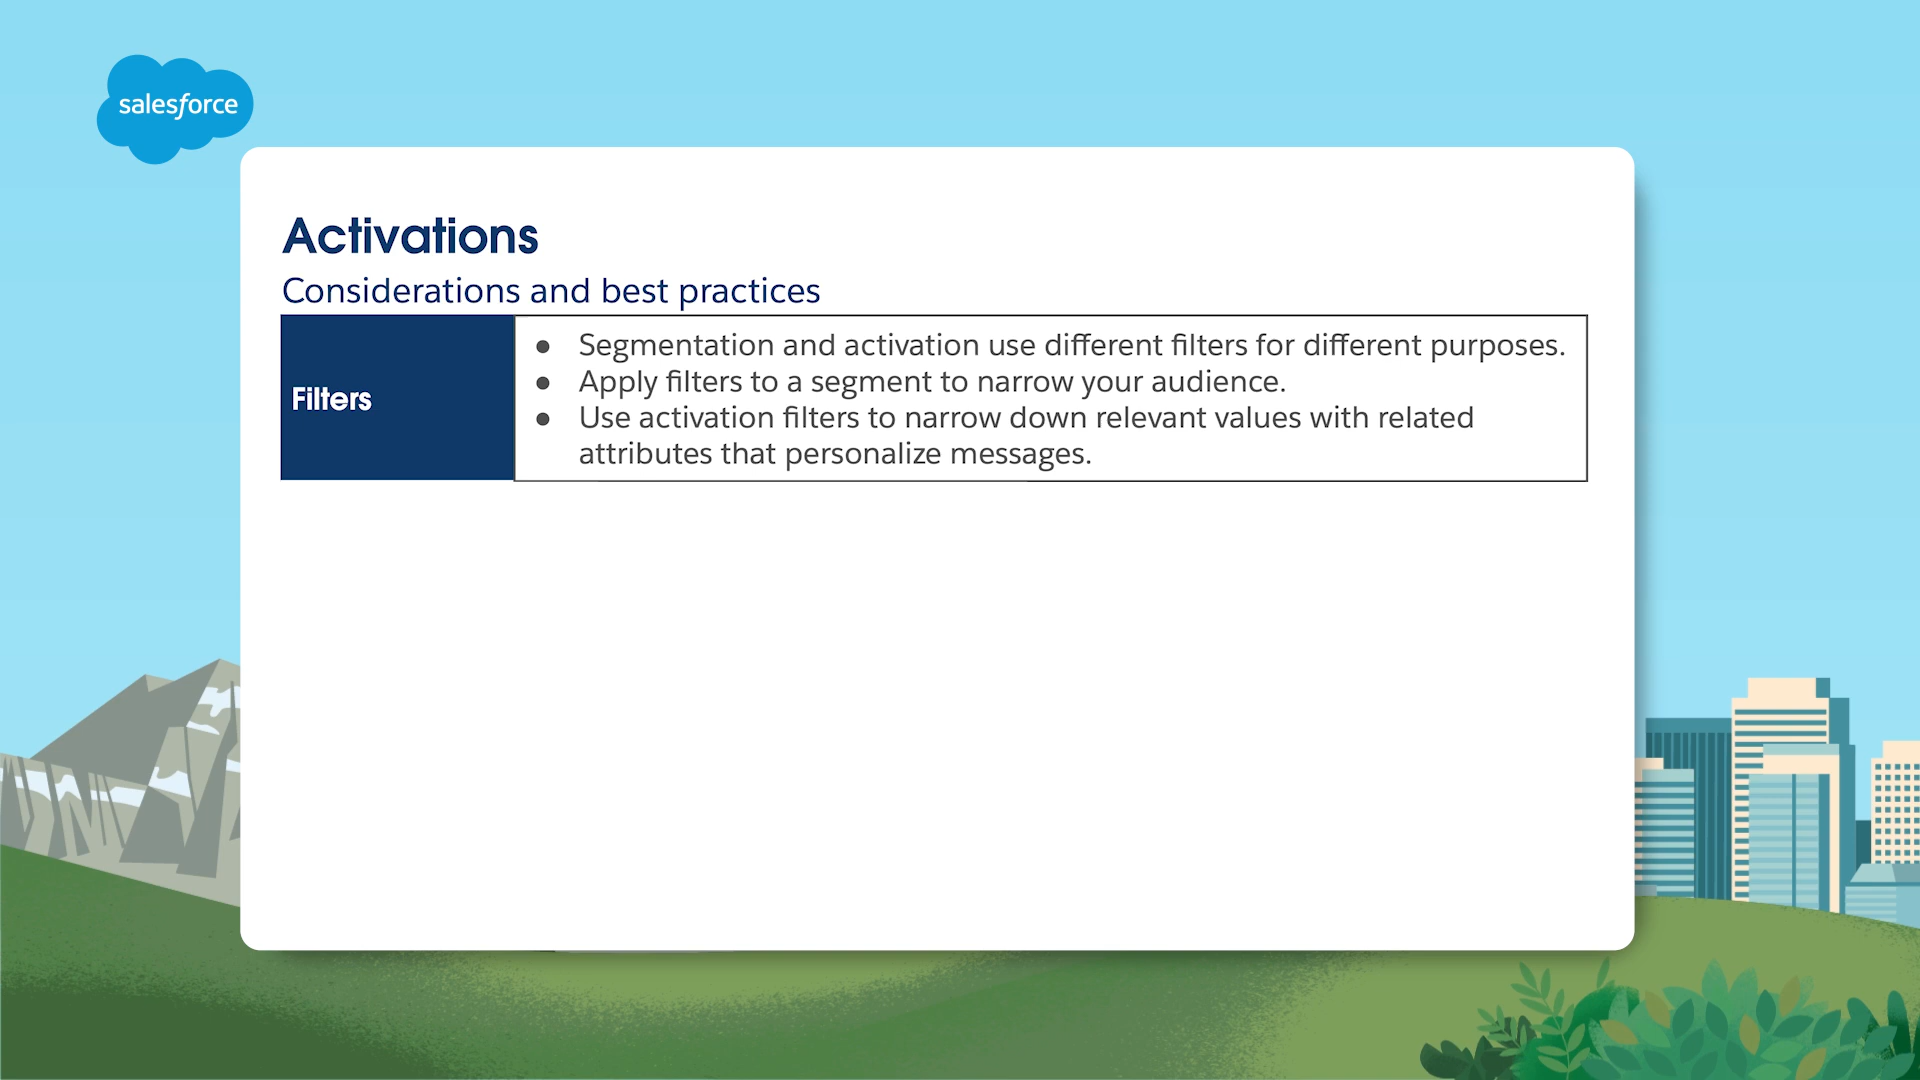 salesforce
Activations
Considerations and best practices
Filters
● Segmentation and activation use different filters for different purposes.
● Apply filters to a segment to narrow your audience.
● Use activation filters to narrow down relevant values with related
attributes that personalize messages.